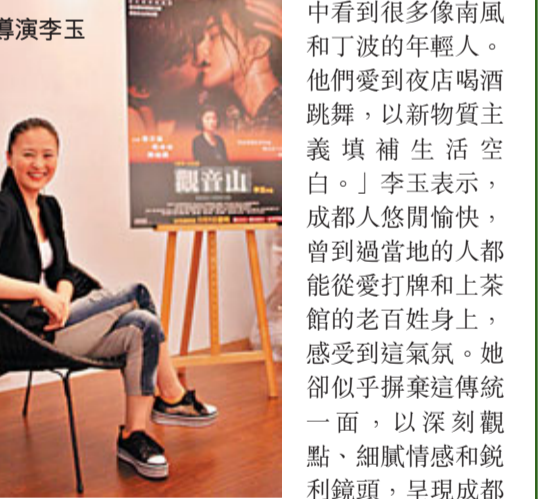 導演李玉
觀音山
中看到很多像南風
和丁波的年輕人。
他們愛到夜店喝酒
跳舞，以新物質主
義填補生活空
白。」李玉表示，
成都人悠閒愉快，
曾到過當地的人都
能從愛打牌和上茶
館的老百姓身上，
感受到這氣氛。她
卻似乎摒棄這傳統
一面，以深刻觀
點、細膩情感和銳
利鏡頭，呈現成都